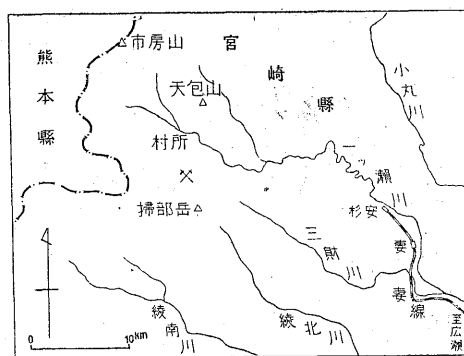 熊本縣
市房山
宮崎縣
天包山
小丸川
村所
一ッ瀬川
掃部岳
杉安
三財川
妻
妻線
至広瀬
綾南川
綾北川
0 10km